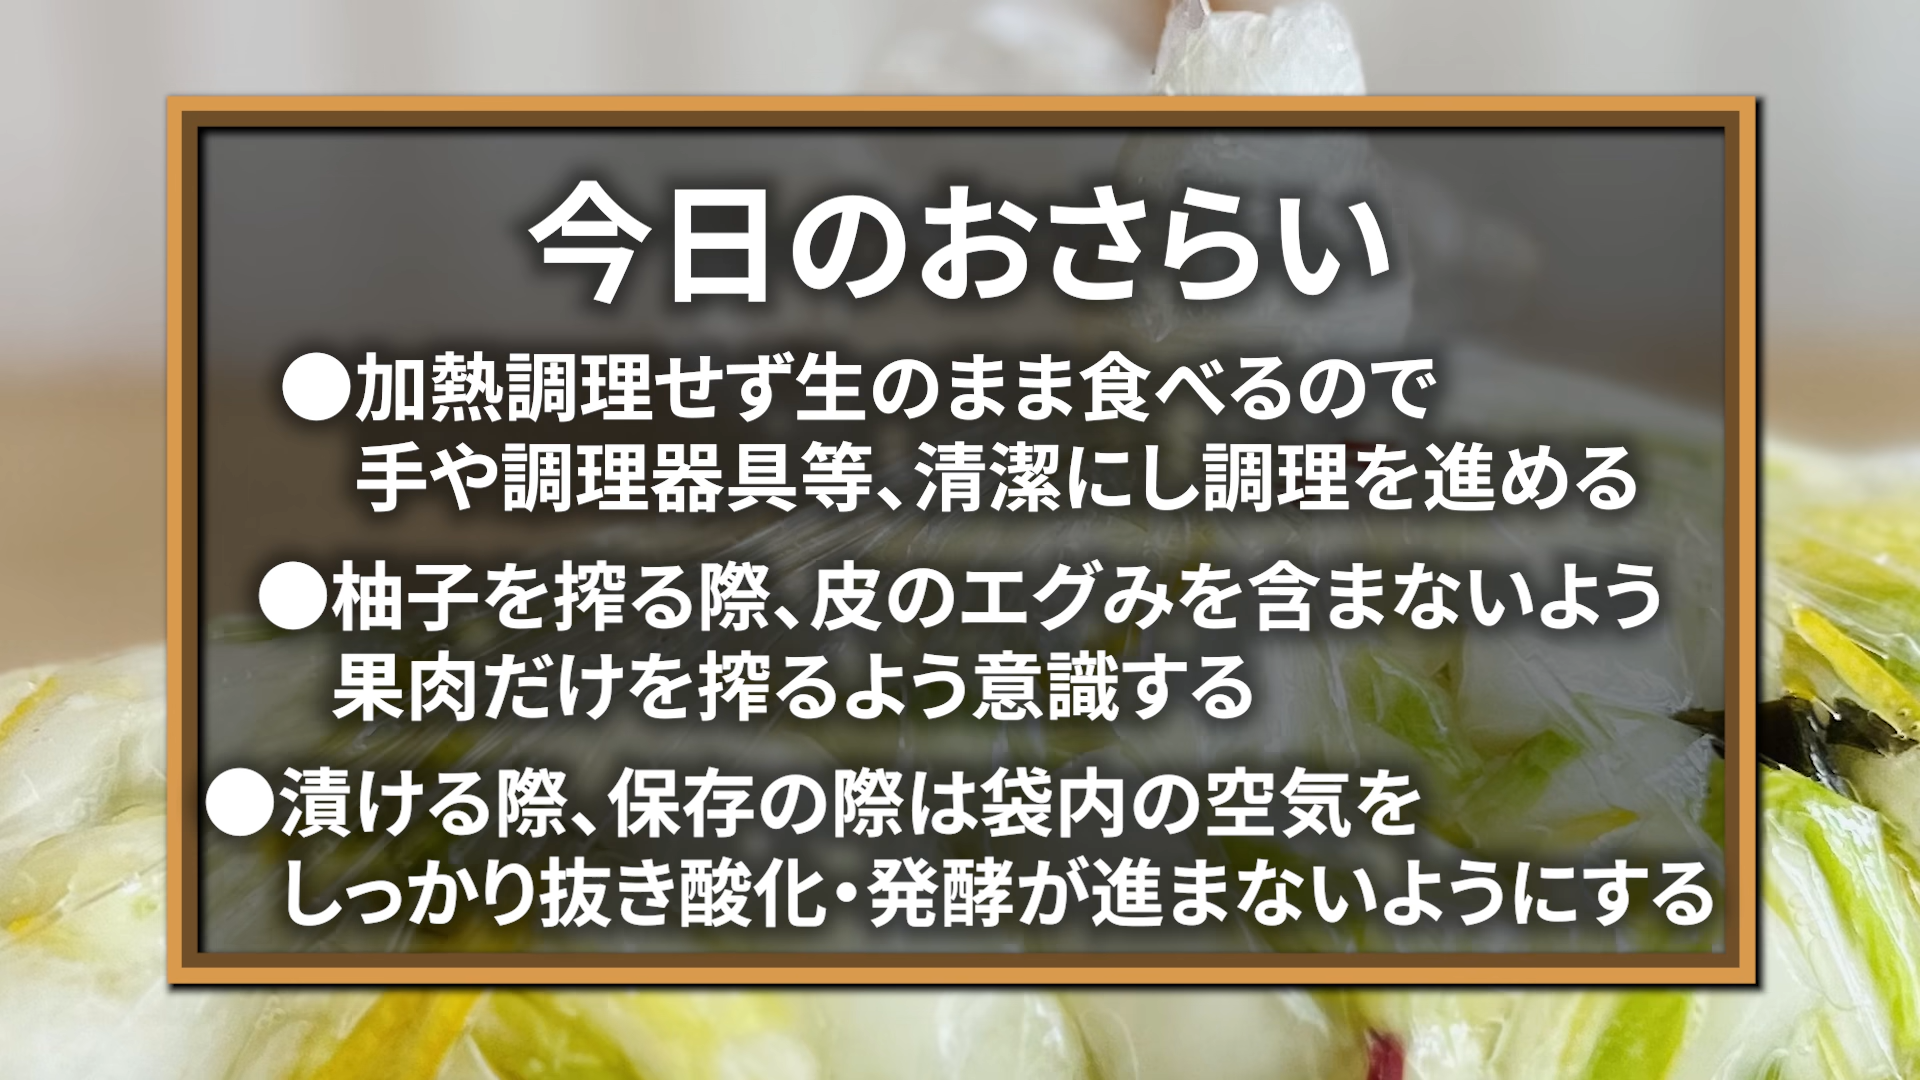 今日のおさらい
●加熱調理せず生のまま食べるので
手や調理器具等、清潔にし調理を進める
●柚子を搾る際、皮のエグみを含まないよう
果肉だけを搾るよう意識する
●漬ける際、保存の際は袋内の空気を
しっかり抜き酸化・発酵が進まないようにする